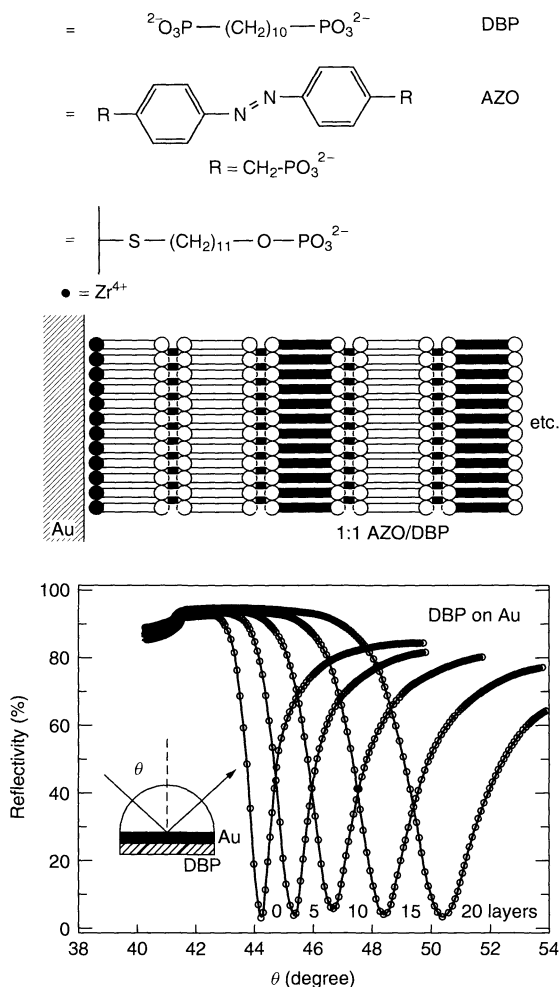 = ²⁻O₃P—(CH₂)₁₀—PO₃²⁻ DBP
= R N=N R AZO
R = CH₂-PO₃²⁻
= S—(CH₂)₁₁—O—PO₃²⁻
● = Zr⁴⁺
etc.
Au
1:1 AZO/DBP
100
80
60
40
20
0
Reflectivity (%)
DBP on Au
θ
Au
DBP
0 5 10 15 20 layers
38 40 42 44 46 48 50 52 54
θ (degree)